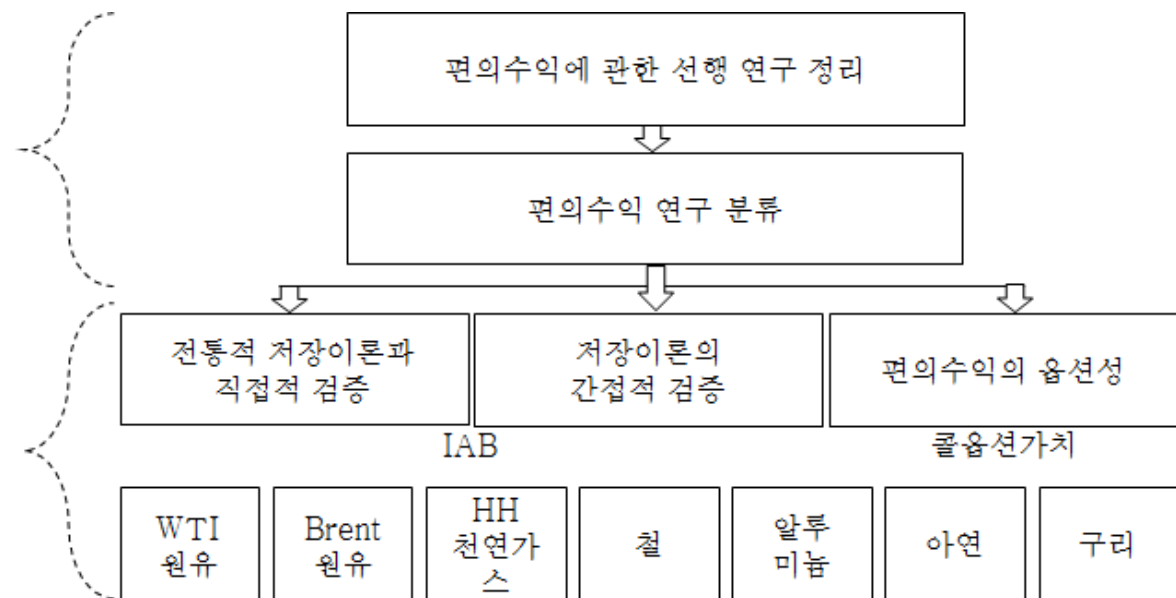 편의수익에 관한 선행 연구 정리
편의수익 연구 분류
전통적 저장이론과
직접적 검증
저장이론의
간접적 검증
편의수익의 옵션성
IAB
콜옵션가치
WTI
원유
Brent
원유
HH
천연가
스
철
알루
미늄
아연
구리